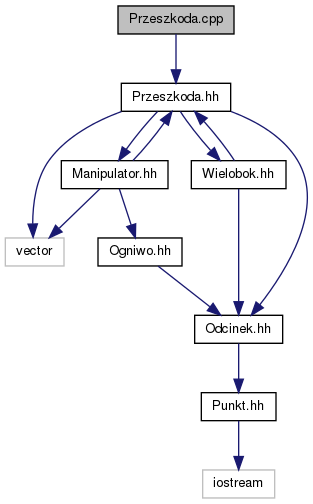 Przeszkoda.cpp
Przeszkoda.hh
Manipulator.hh
Wielobok.hh
vector
Ogniwo.hh
Odcinek.hh
Punkt.hh
iostream